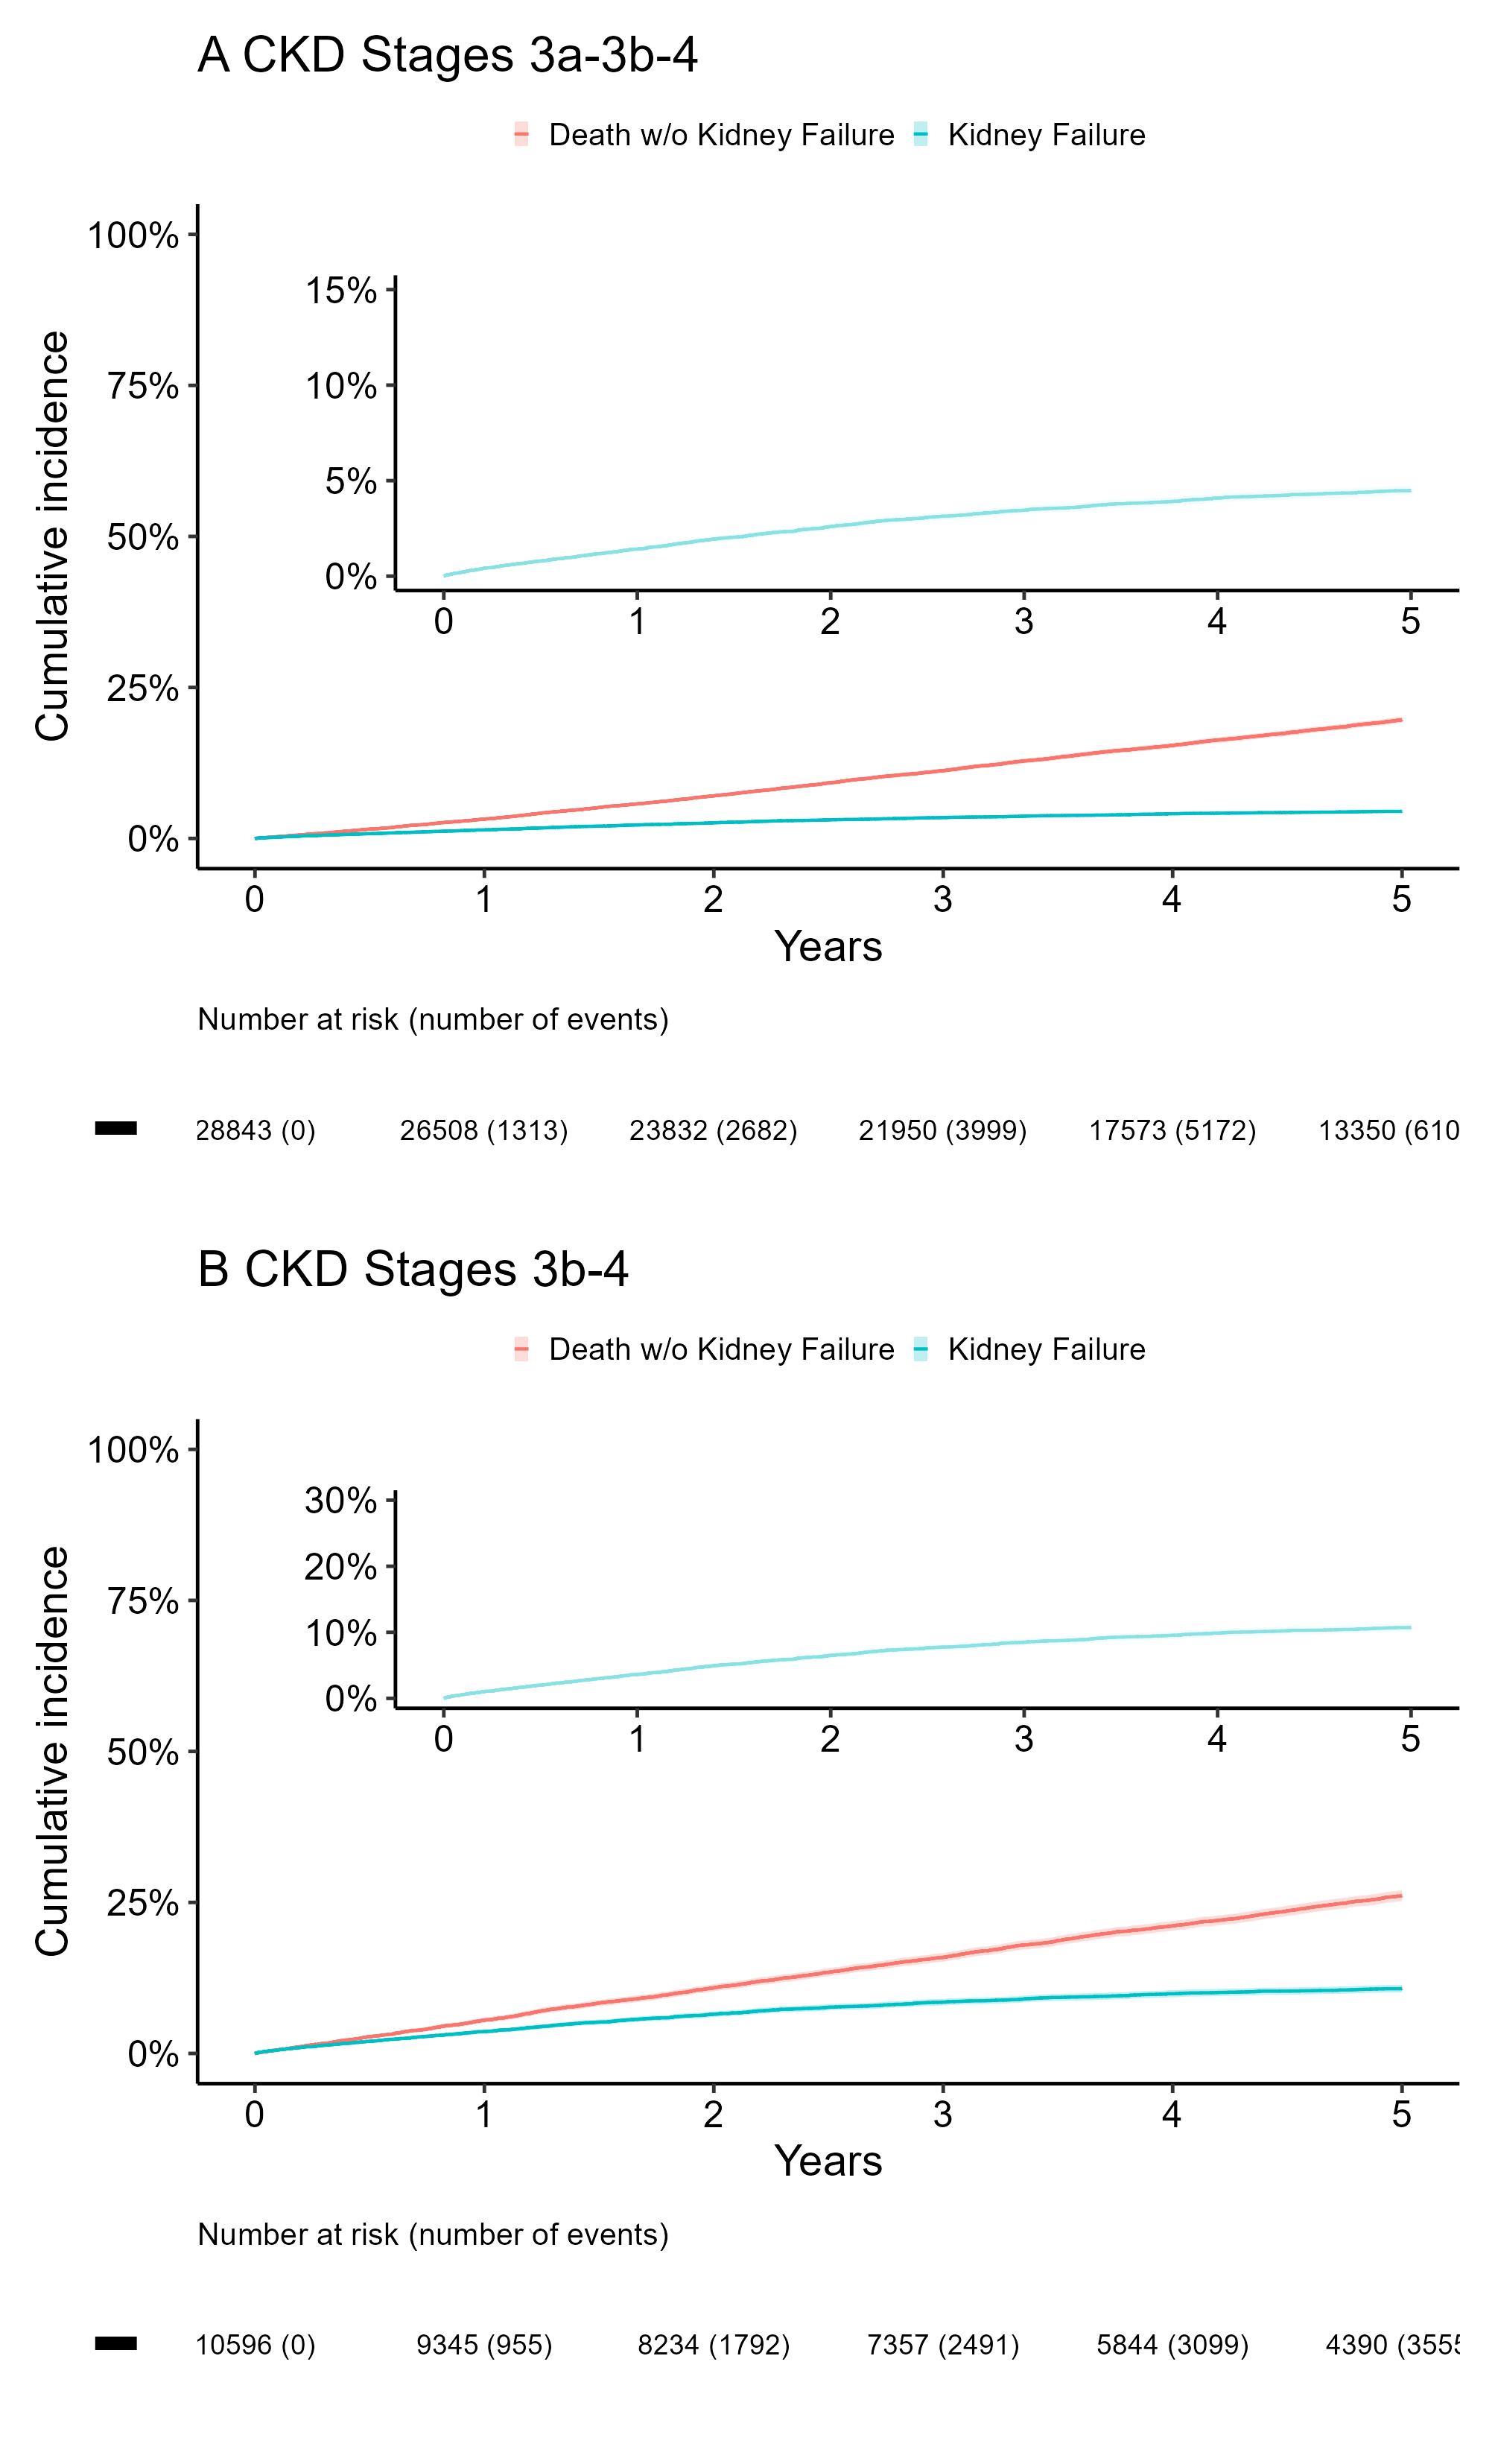 A CKD Stages 3a-3b-4
Death w/o Kidney Failure Kidney Failure
100%
75%
50%
25%
0%
Cumulative incidence
15%
10%
5%
0%
0 1 2 3 4 5
0 1 2 3 4 5
Years
Number at risk (number of events)
28843 (0) 26508 (1313) 23832 (2682) 21950 (3999) 17573 (5172) 13350 (610
B CKD Stages 3b-4
Death w/o Kidney Failure Kidney Failure
100%
75%
50%
25%
0%
Cumulative incidence
30%
20%
10%
0%
0 1 2 3 4 5
0 1 2 3 4 5
Years
Number at risk (number of events)
10596 (0) 9345 (955) 8234 (1792) 7357 (2491) 5844 (3099) 4390 (3555